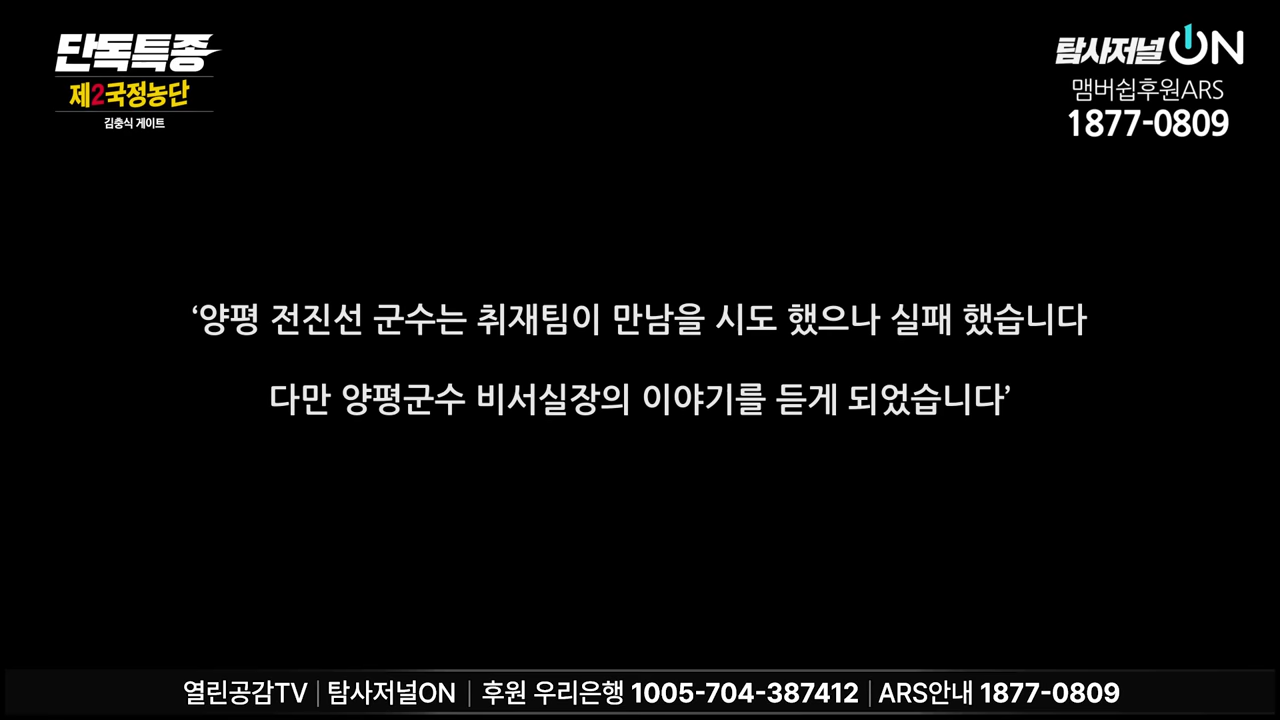 단독특종
제2국정농단
김충식 게이트
탐사저널ON
맴버쉽후원ARS
1877-0809
‘양평 전진선 군수는 취재팀이 만남을 시도 했으나 실패 했습니다
다만 양평군수 비서실장의 이야기를 듣게 되었습니다’
열린공감TV | 탐사저널ON | 후원 우리은행 1005-704-387412 | ARS안내 1877-0809